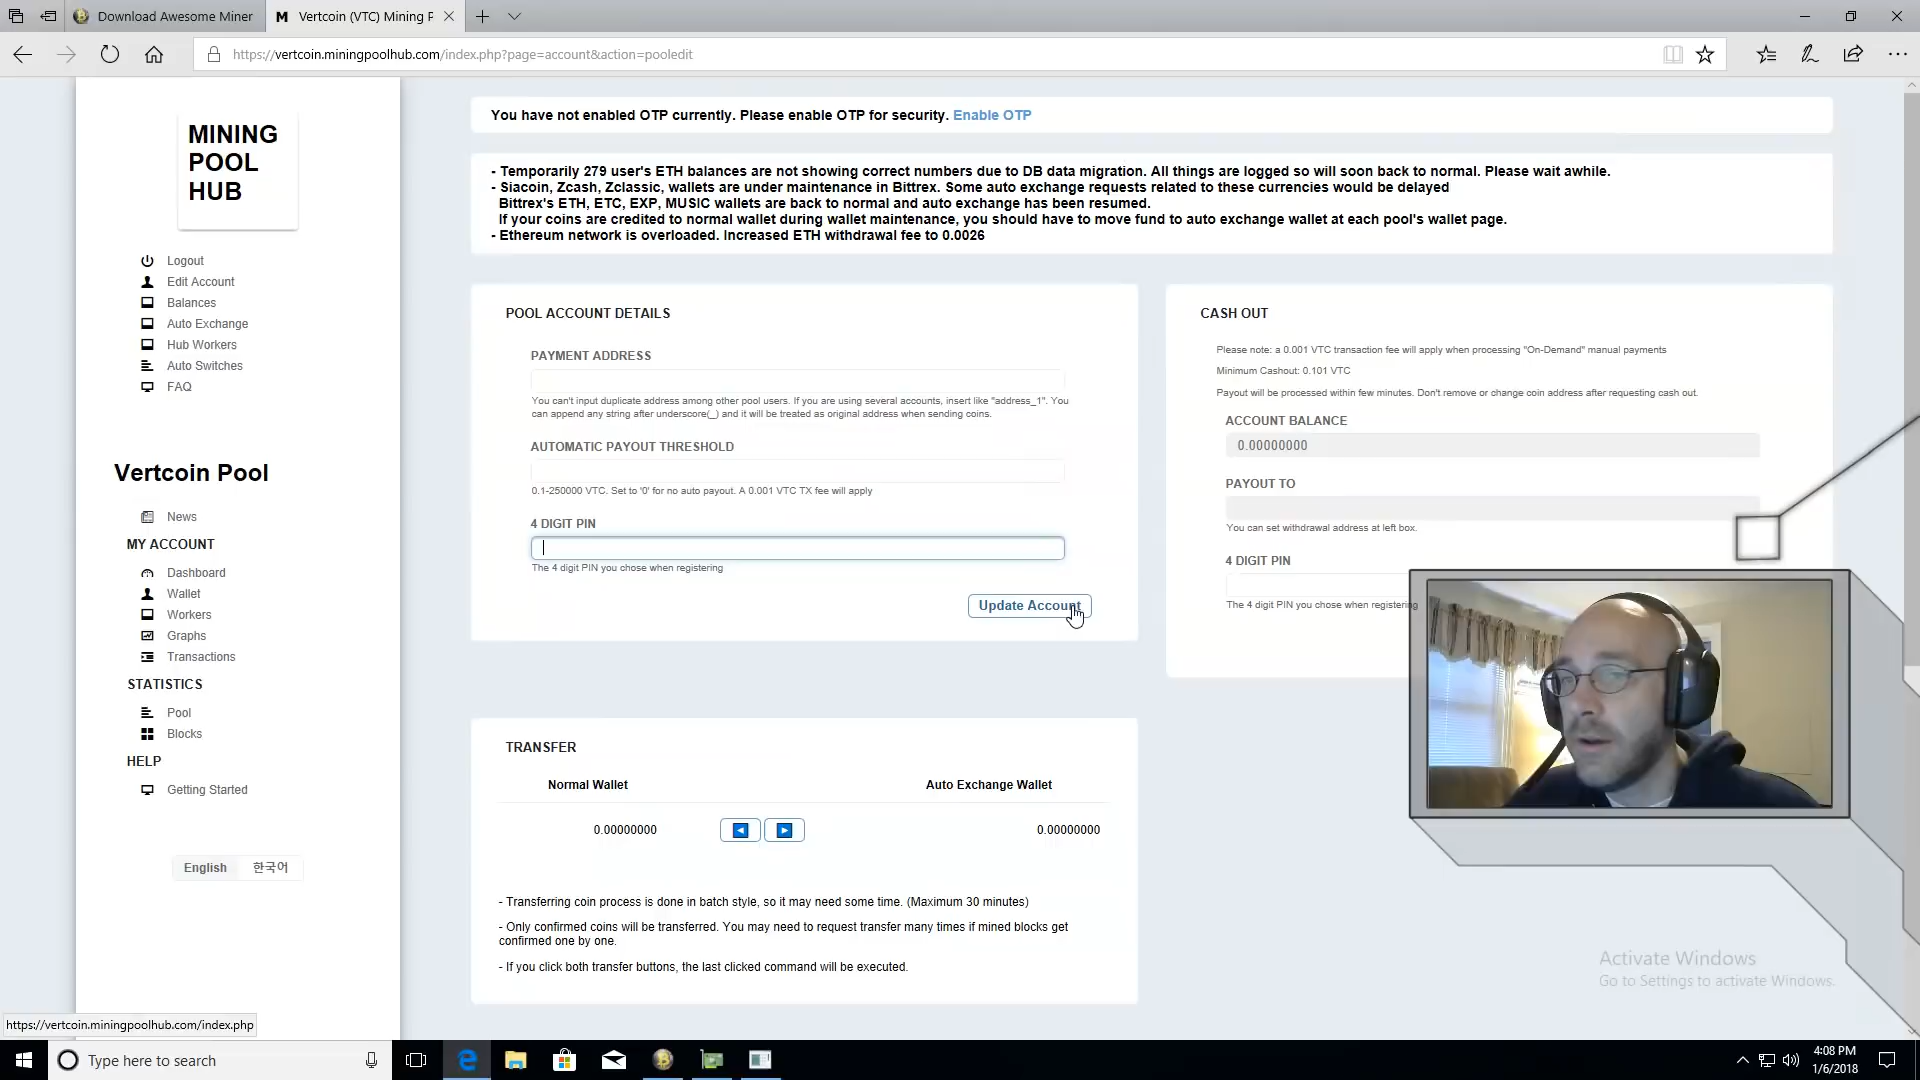 Download Awesome Miner
M Vertcoin (VTC) Mining P
https://vertcoin.miningpoolhub.com/index.php?page=account&action=pooledit
MINING
POOL
HUB
Logout
Edit Account
Balances
Auto Exchange
Hub Workers
Auto Switches
FAQ
Vertcoin Pool
News
MY ACCOUNT
Dashboard
Wallet
Workers
Graphs
Transactions
STATISTICS
Pool
Blocks
HELP
Getting Started
English 한국어
You have not enabled OTP currently. Please enable OTP for security. Enable OTP
- Temporarily 279 user's ETH balances are not showing correct numbers due to DB data migration. All things are logged so will soon back to normal. Please wait awhile.
- Siacoin, Zcash, Zclassic, wallets are under maintenance in Bittrex. Some auto exchange requests related to these currencies would be delayed
Bittrex's ETH, ETC, EXP, MUSIC wallets are back to normal and auto exchange has been resumed.
If your coins are credited to normal wallet during wallet maintenance, you should have to move fund to auto exchange wallet at each pool's wallet page.
- Ethereum network is overloaded. Increased ETH withdrawal fee to 0.0026
POOL ACCOUNT DETAILS
PAYMENT ADDRESS
You can't input duplicate address among other pool users. If you are using several accounts, insert like "address_1". You
can append any string after underscore(_) and it will be treated as original address when sending coins.
AUTOMATIC PAYOUT THRESHOLD
0.1-250000 VTC. Set to '0' for no auto payout. A 0.001 VTC TX fee will apply
4 DIGIT PIN
The 4 digit PIN you chose when registering
Update Account
CASH OUT
Please note: a 0.001 VTC transaction fee will apply when processing "On-Demand" manual payments
Minimum Cashout: 0.101 VTC
Payout will be processed within few minutes. Don't remove or change coin address after requesting cash out.
ACCOUNT BALANCE
0.00000000
PAYOUT TO
You can set withdrawal address at left box.
4 DIGIT PIN
The 4 digit PIN you chose when registering
TRANSFER
Normal Wallet Auto Exchange Wallet
0.00000000 0.00000000
- Transferring coin process is done in batch style, so it may need some time. (Maximum 30 minutes)
- Only confirmed coins will be transferred. You may need to request transfer many times if mined blocks get
confirmed one by one.
- If you click both transfer buttons, the last clicked command will be executed.
Activate Windows
Go to Settings to activate Windows.
https://vertcoin.miningpoolhub.com/index.php
Type here to search
4:08 PM
1/6/2018